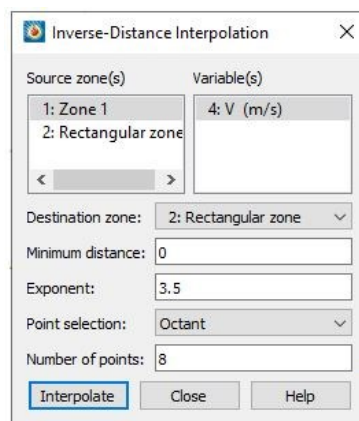 Inverse-Distance Interpolation
Source zone(s) Variable(s)
1: Zone 1 4: V (m/s)
2: Rectangular zone
Destination zone: 2: Rectangular zone
Minimum distance: 0
Exponent: 3.5
Point selection: Octant
Number of points: 8
Interpolate Close Help